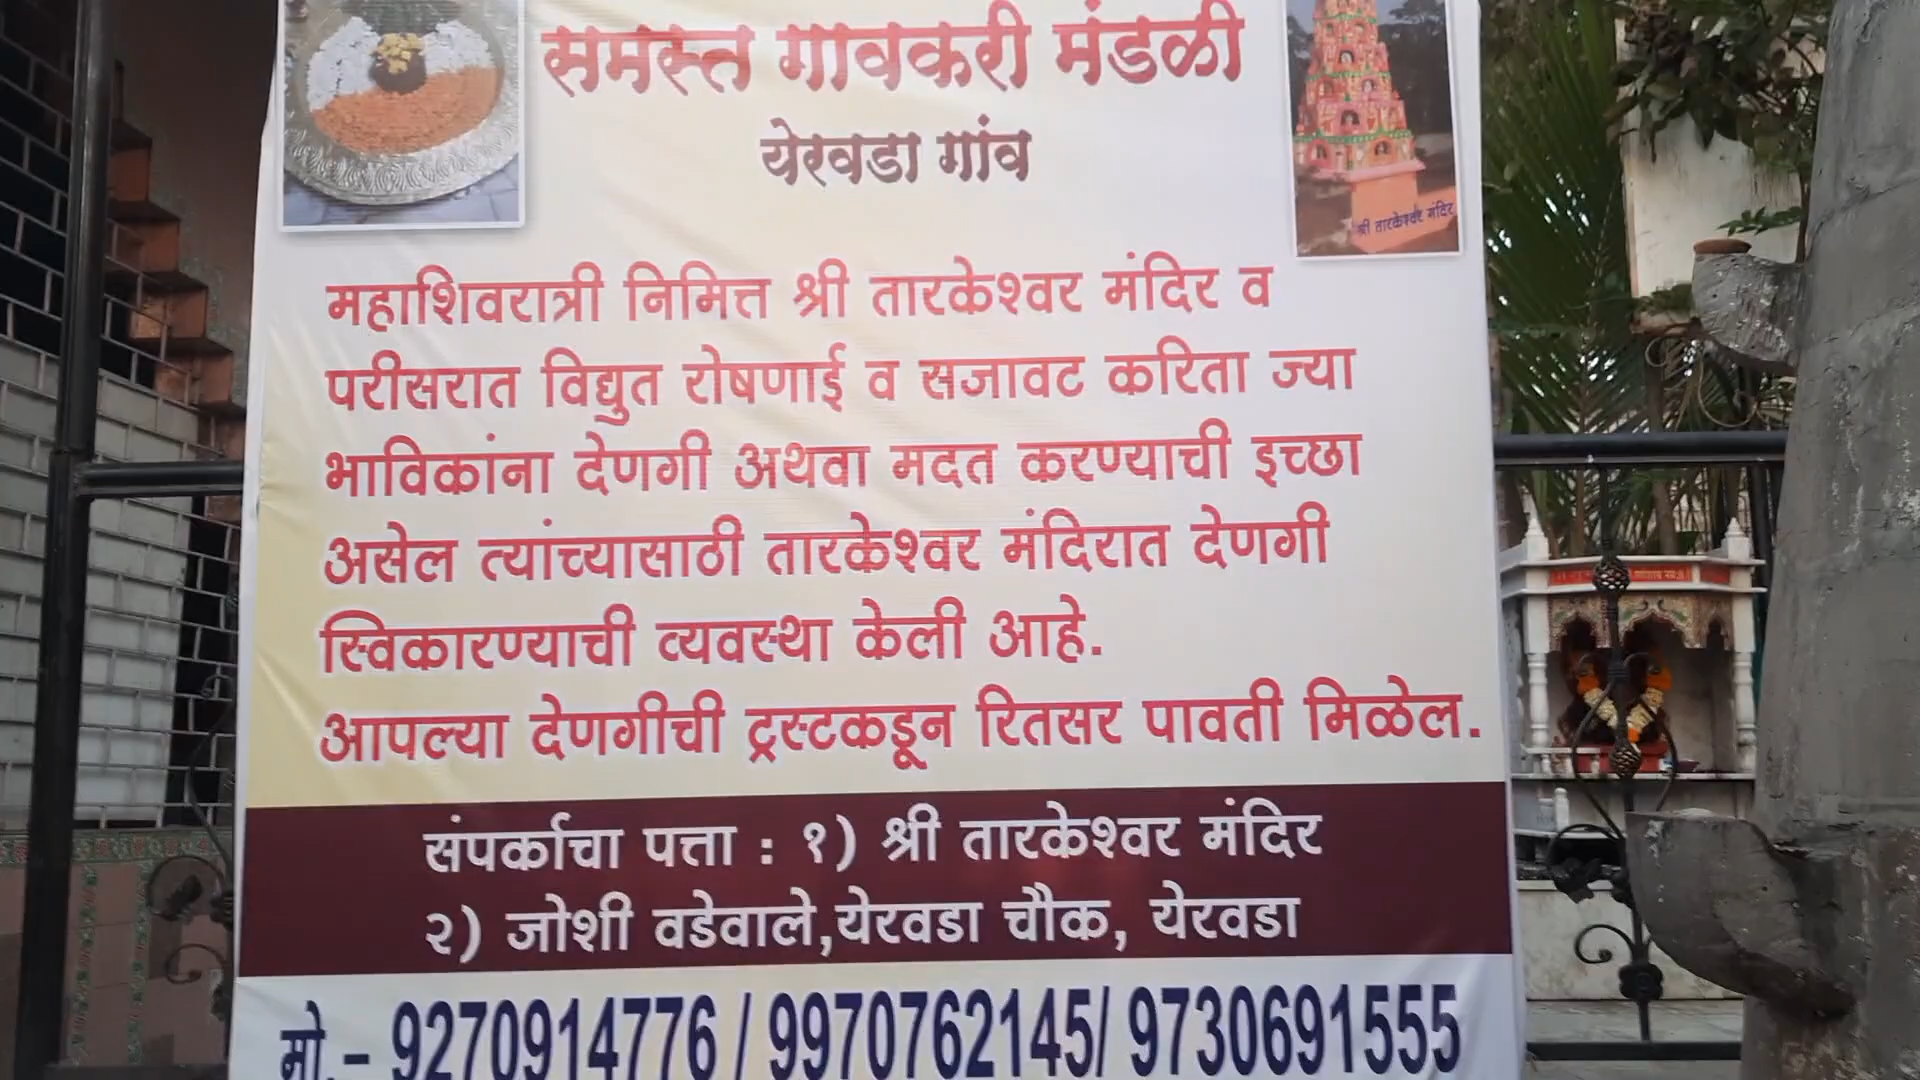 समस्त गावकरी मंडळी
येरवडा गांव
श्री तारकेश्वर मंदिर
महाशिवरात्री निमित्त श्री तारकेश्वर मंदिर व
परीसरात विद्युत रोषणाई व सजावट करिता ज्या
भाविकांना देणगी अथवा मदत करण्याची इच्छा
असेल त्यांच्यासाठी तारकेश्वर मंदिरात देणगी
स्विकारण्याची व्यवस्था केली आहे.
आपल्या देणगीची ट्रस्टकडून रितसर पावती मिळेल.
संपर्काचा पत्ता : १) श्री तारकेश्वर मंदिर
२) जोशी वडेवाले,येरवडा चौक, येरवडा
मो.- 9270914776 / 9970762145/ 9730691555